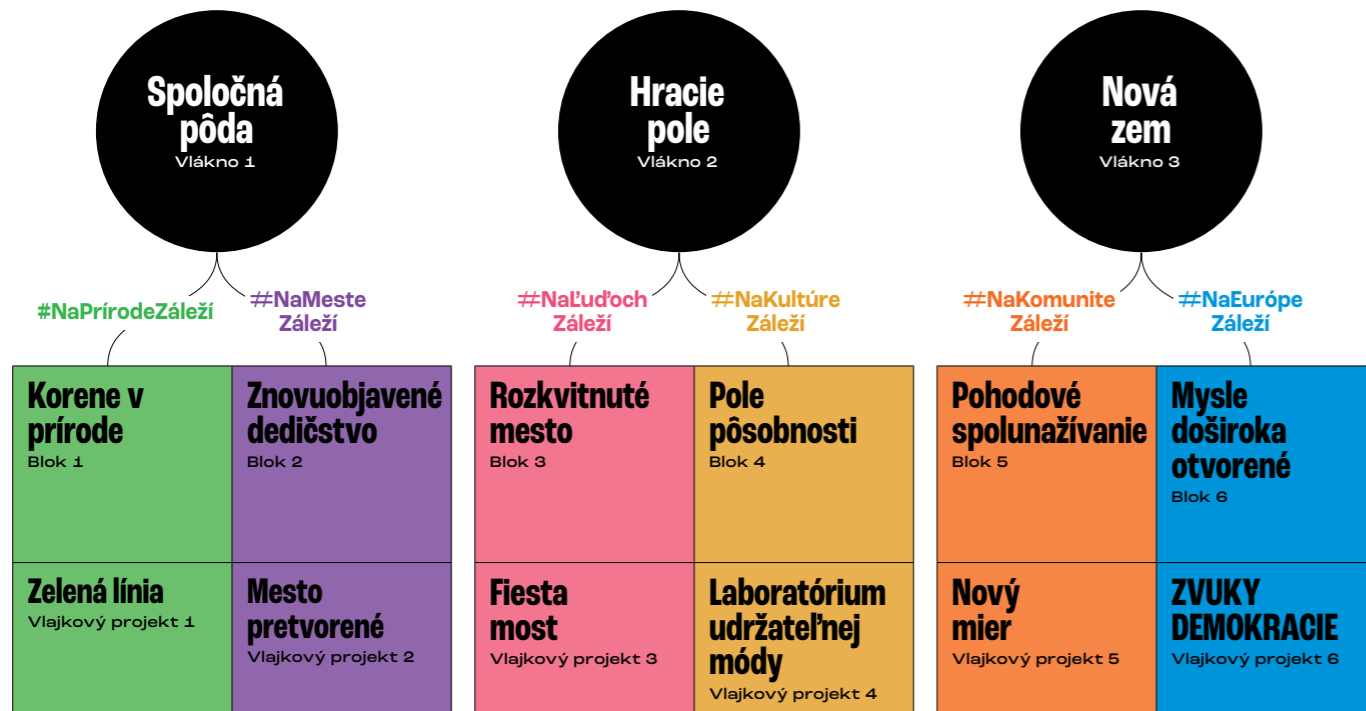 Spoločná
pôda
Vlákno 1
#NaPrírodeZáleží
#NaMeste
Záleží
Korene v
prírode
Blok 1
Znovuobjavené
dedičstvo
Blok 2
Zelená línia
Vlajkový projekt 1
Mesto
pretvorené
Vlajkový projekt 2
Hracie
pole
Vlákno 2
#NaĽuďoch
Záleží
#NaKultúre
Záleží
Rozkvitnuté
mesto
Blok 3
Pole
pôsobnosti
Blok 4
Fiesta
most
Vlajkový projekt 3
Laboratórium
udržateľnej
módy
Vlajkový projekt 4
Nová
zem
Vlákno 3
#NaKomunite
Záleží
#NaEurópe
Záleží
Pohodové
spolunažívanie
Blok 5
Mysle
doširoka
otvorené
Blok 6
Nový
mier
Vlajkový projekt 5
ZVUKY
DEMOKRACIE
Vlajkový projekt 6